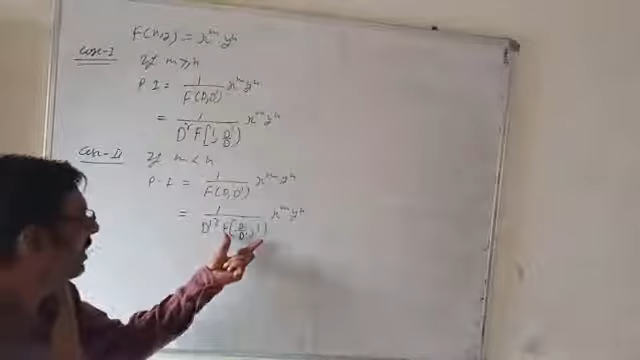 F(x,y) = x^m y^n
Case-I If m ≥ n
P.I = 1/F(D,D') x^m y^n
= 1/D^r F[1, D'/D] x^m y^n
Case-II If m < n
P.I = 1/F(D,D') x^m y^n
= 1/D'^r F[D/D', 1] x^m y^n